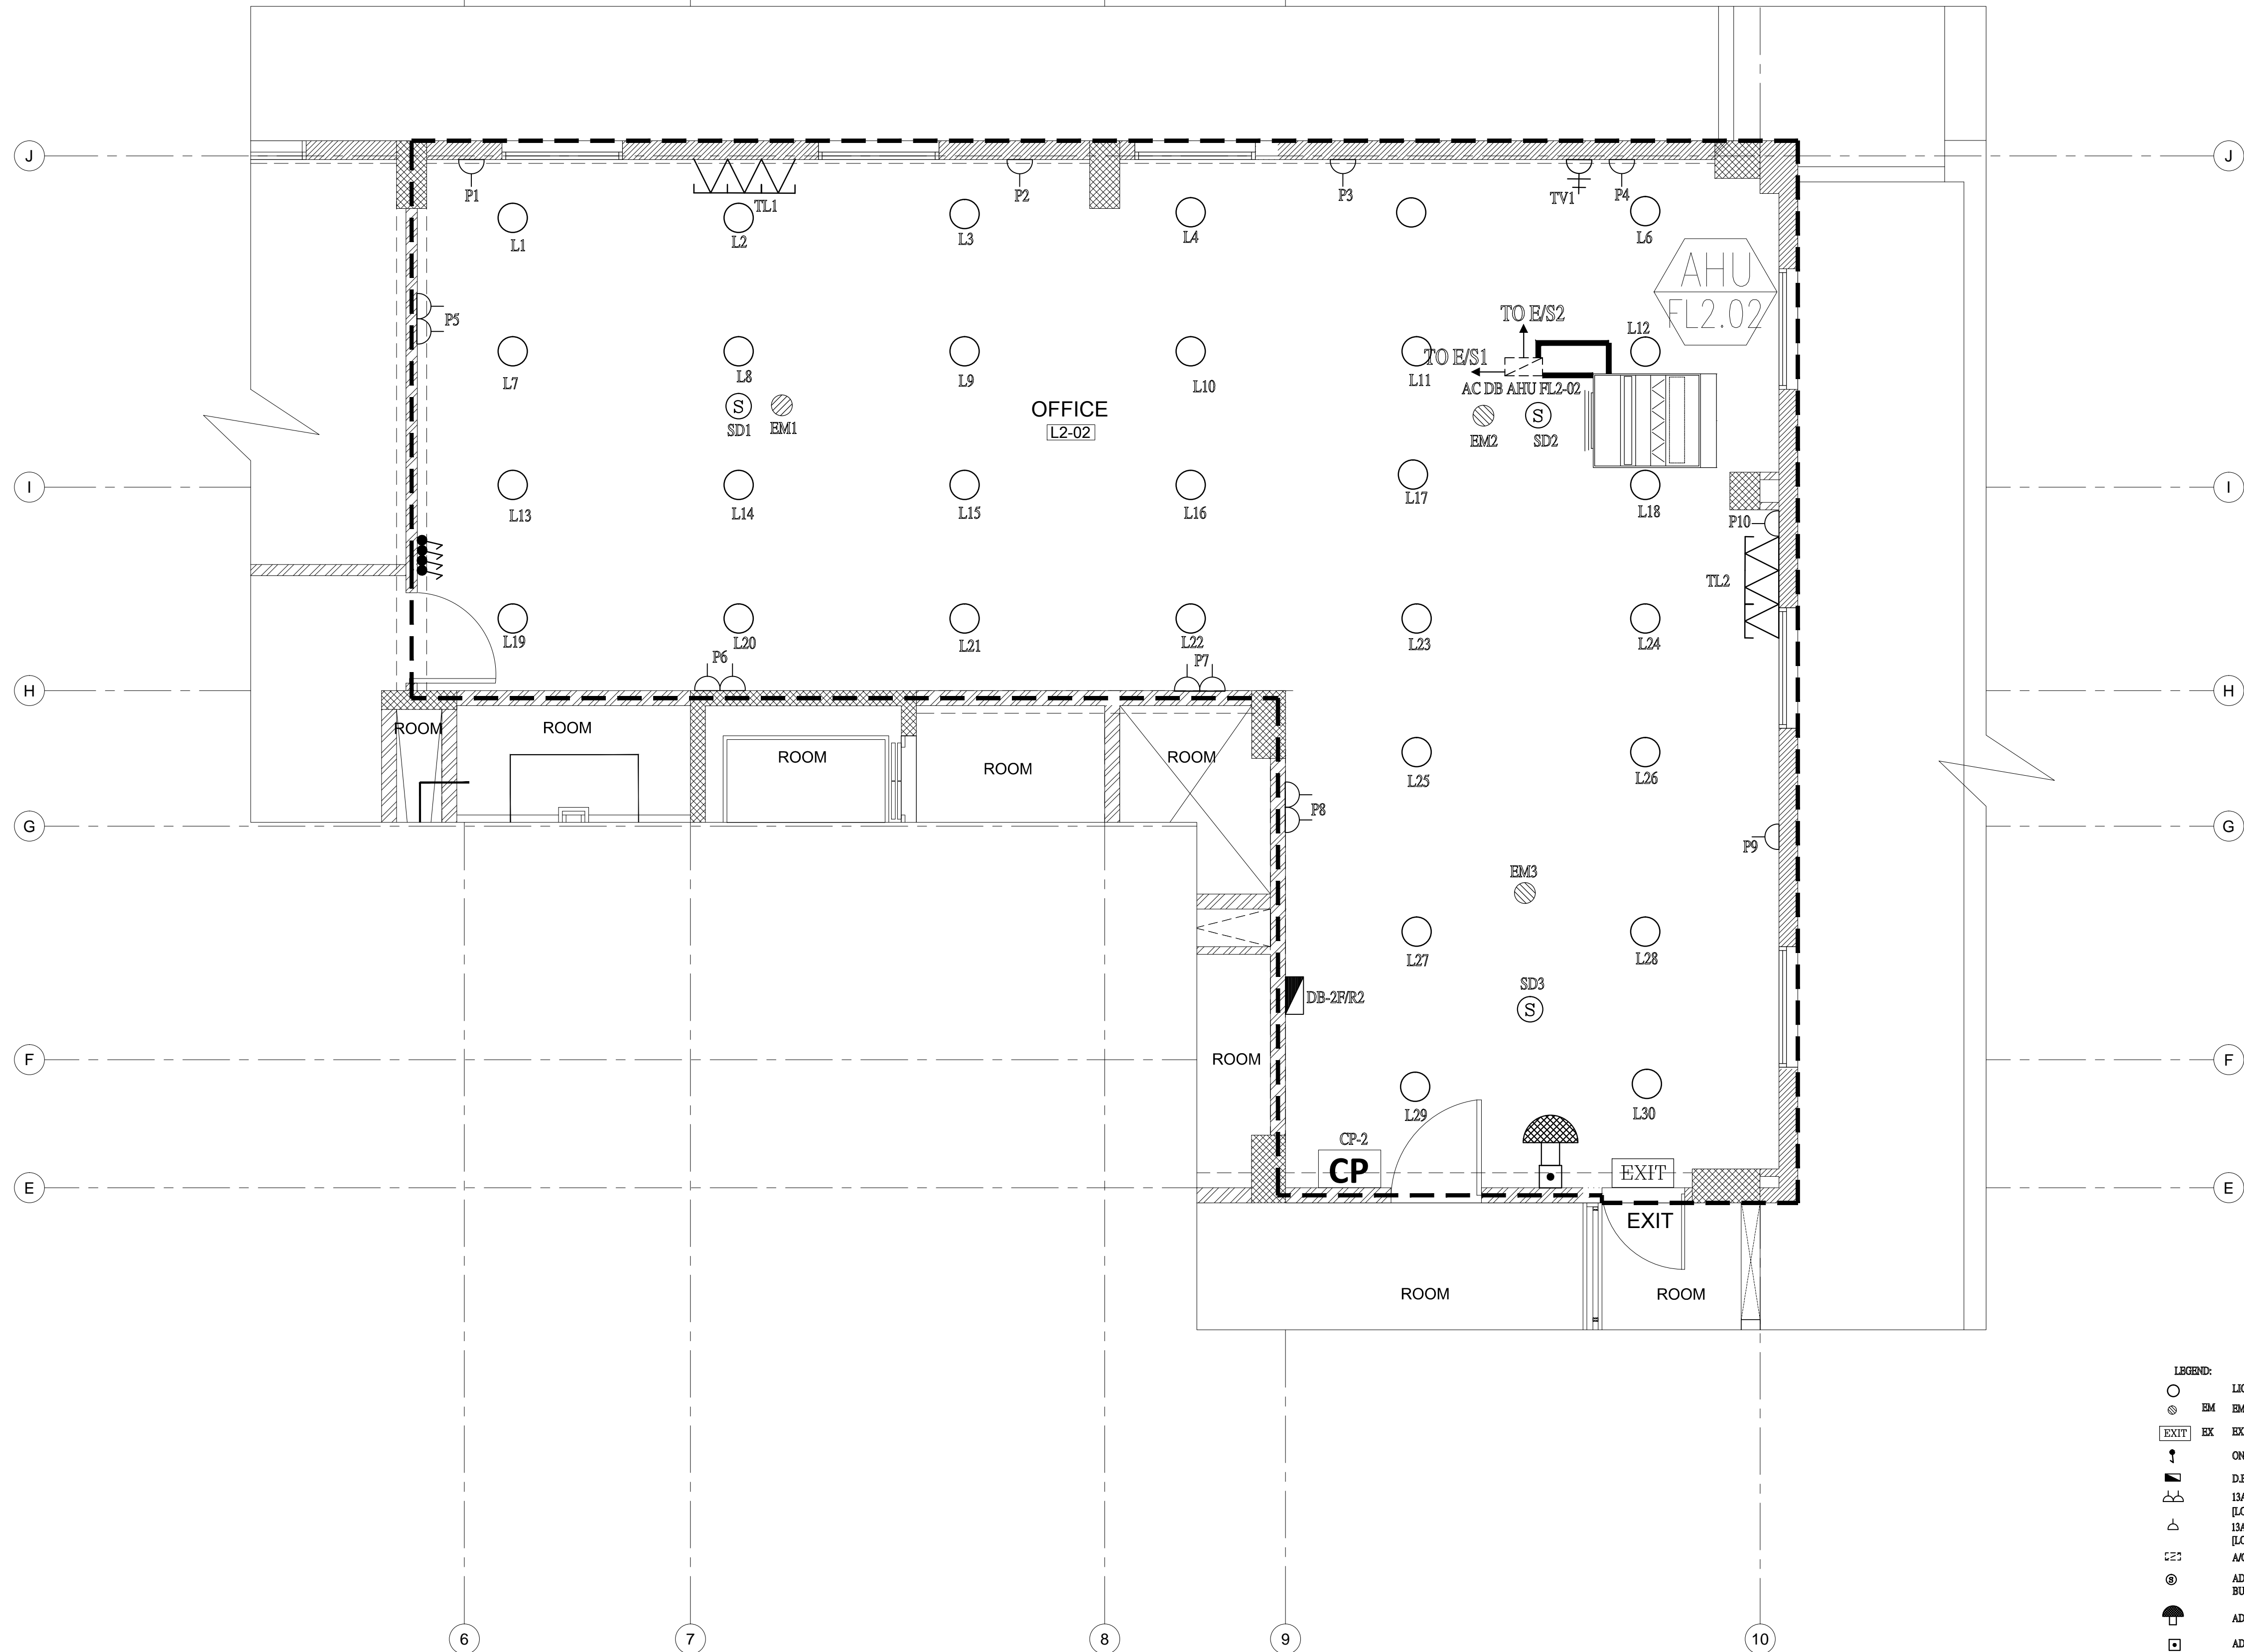 J
J
P1
P2
P3
TV1
P4
TL1
L1
L2
L3
L4
L6
AHU
FL2.02
P5
TO E/S2
L12
TO E/S1
L7
L8
L9
L10
L11
AC DB AHU FL2-02
S
SD1
EM1
OFFICE
L2-02
EM2
S
SD2
I
I
L13
L14
L15
L16
L17
L18
P10
TL2
L19
L20
L21
L22
L23
L24
P6
P7
H
H
ROOM
ROOM
ROOM
ROOM
ROOM
L25
L26
P8
G
G
P9
EM3
L27
L28
SD3
S
DB-2F/R2
F
F
ROOM
L29
L30
CP-2
CP
EXIT
E
E
EXIT
ROOM
ROOM
LEGEND:
EM
EXIT EX
S
6
7
8
9
10